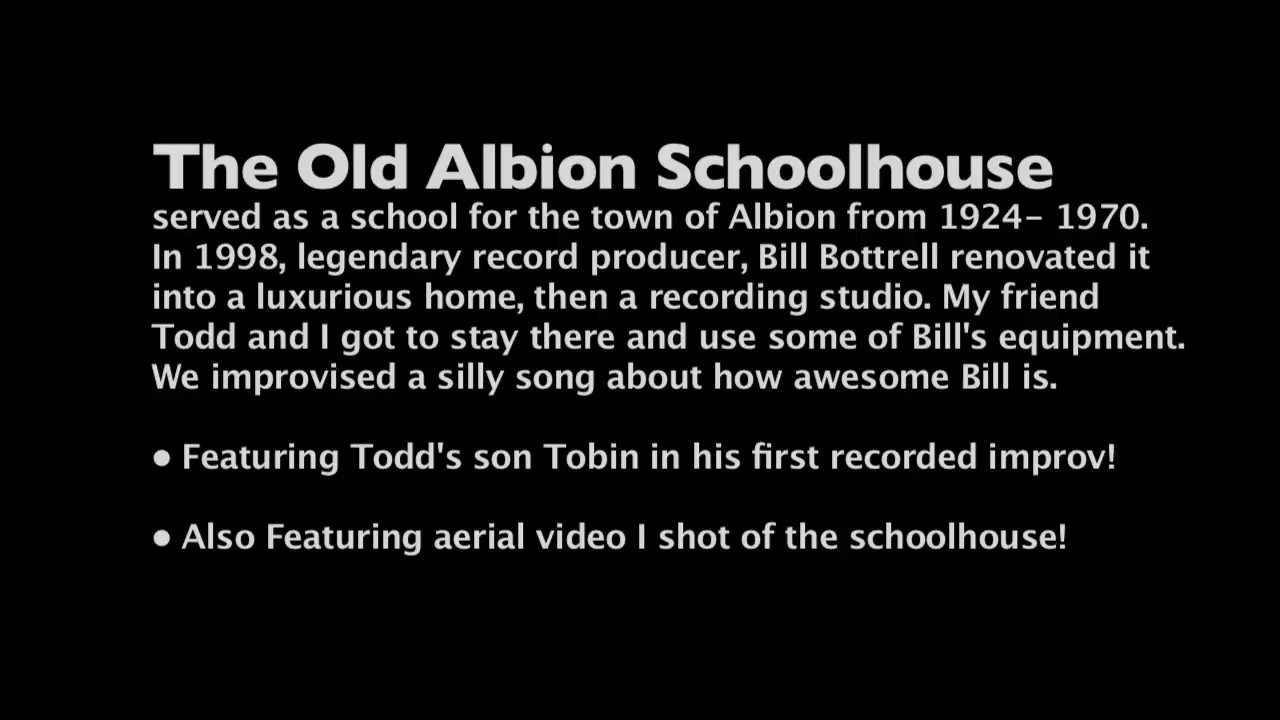 The Old Albion Schoolhouse
served as a school for the town of Albion from 1924- 1970.
In 1998, legendary record producer, Bill Bottrell renovated it
into a luxurious home, then a recording studio. My friend
Todd and I got to stay there and use some of Bill's equipment.
We improvised a silly song about how awesome Bill is.
• Featuring Todd's son Tobin in his first recorded improv!
• Also Featuring aerial video I shot of the schoolhouse!